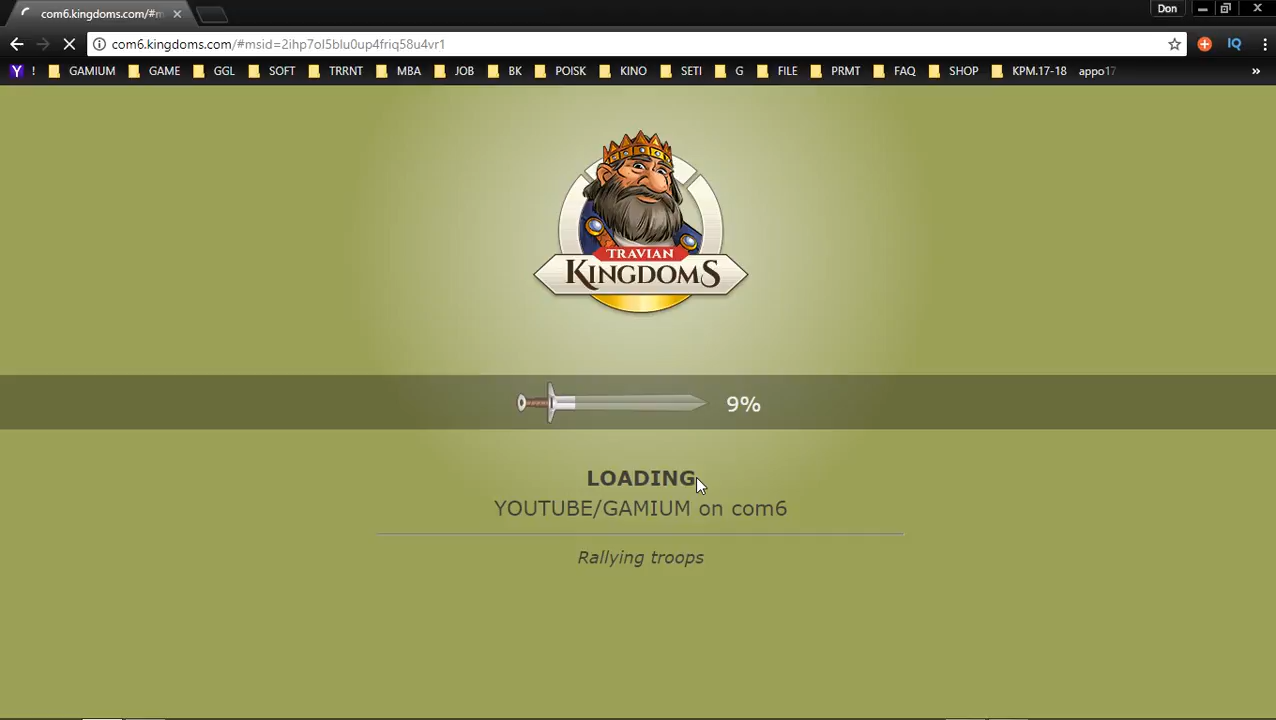 com6.kingdoms.com/#m
Don
com6.kingdoms.com/#msid=2ihp7ol5blu0up4friq58u4vr1
IQ
Y ! GAMIUM GAME GGL SOFT TRRNT MBA JOB BK POISK KINO SETI G FILE PRMT FAQ SHOP KPM.17-18 appo17 »
TRAVIAN
KINGDOMS
9%
LOADING
YOUTUBE/GAMIUM on com6
Rallying troops